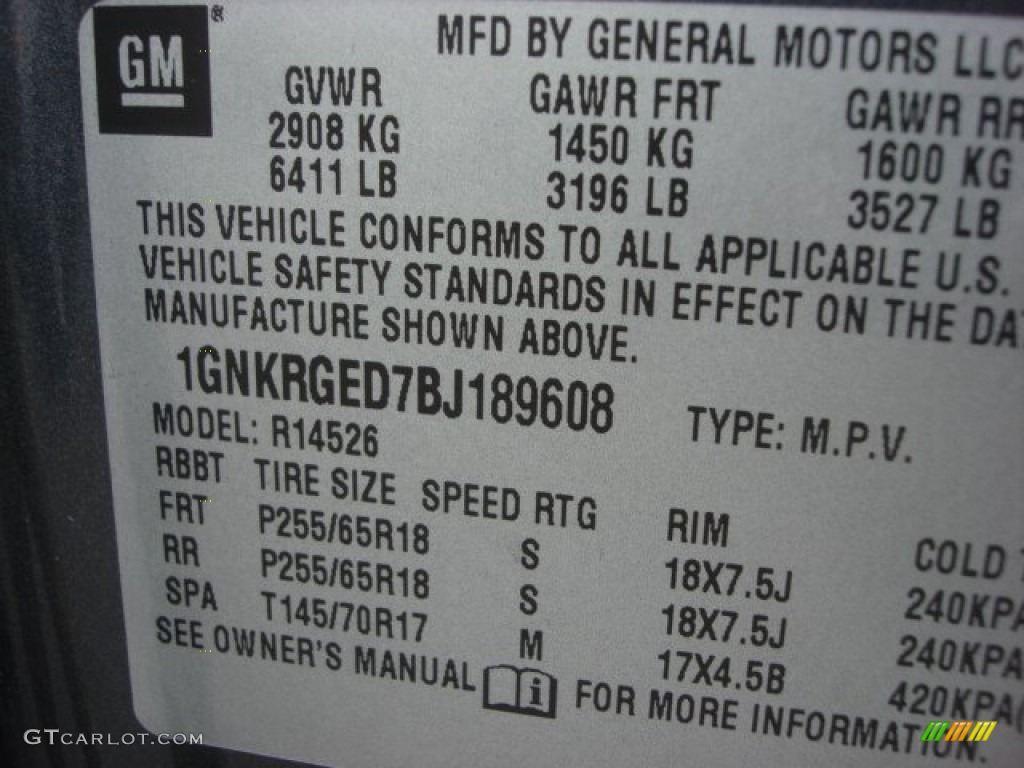 GM®
MFD BY GENERAL MOTORS LLC
GVWR GAWR FRT GAWR RR
2908 KG 1450 KG 1600 KG
6411 LB 3196 LB 3527 LB
THIS VEHICLE CONFORMS TO ALL APPLICABLE U.S.
VEHICLE SAFETY STANDARDS IN EFFECT ON THE DA
MANUFACTURE SHOWN ABOVE.
1GNKRGED7BJ189608 TYPE: M.P.V.
MODEL: R14526
RBBT TIRE SIZE SPEED RTG RIM COLD
FRT P255/65R18 S 18X7.5J 240KPA
RR P255/65R18 S 18X7.5J 240KPA
SPA T145/70R17 M 17X4.5B 420KPA(
SEE OWNER'S MANUAL i FOR MORE INFORMATION.
GTCARLOT.COM